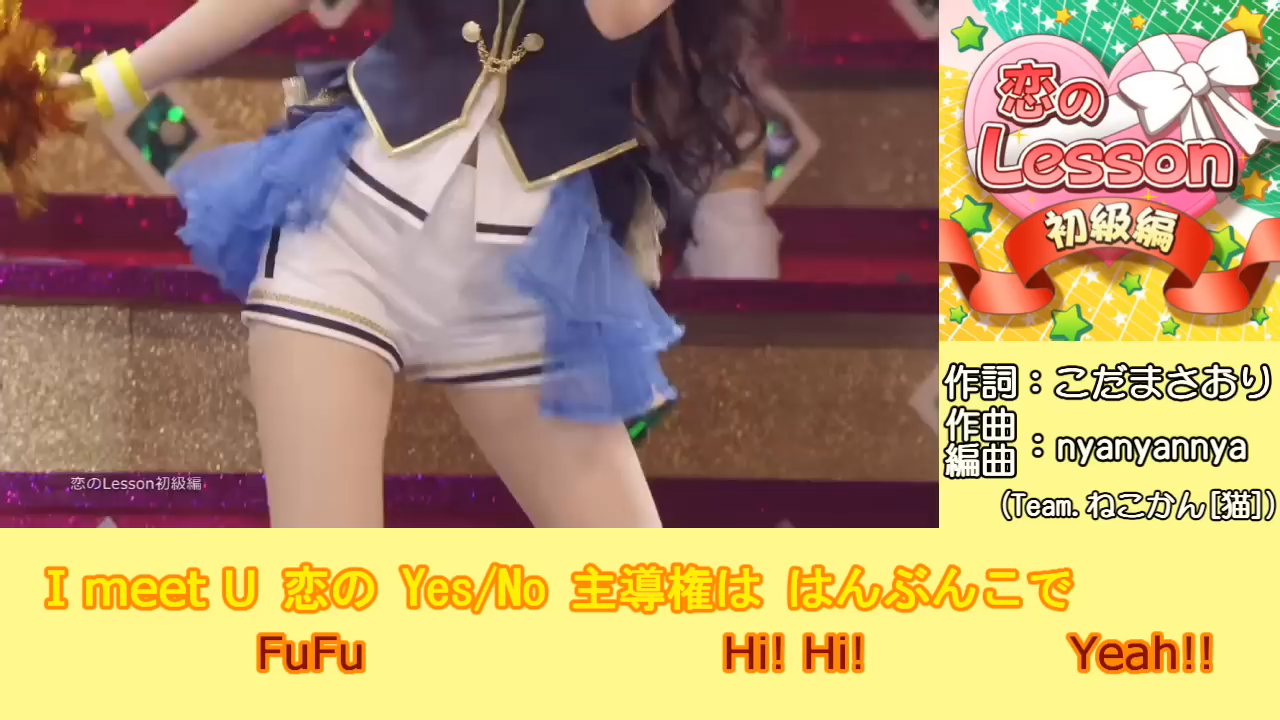 恋の
Lesson
初級編
作詞：こだまさおり
作曲
編曲：nyanyannya
（Team.ねこかん[猫]）
恋のLesson初級編
I meet U 恋の Yes/No 主導権は はんぶんこで
FuFu Hi! Hi! Yeah!!